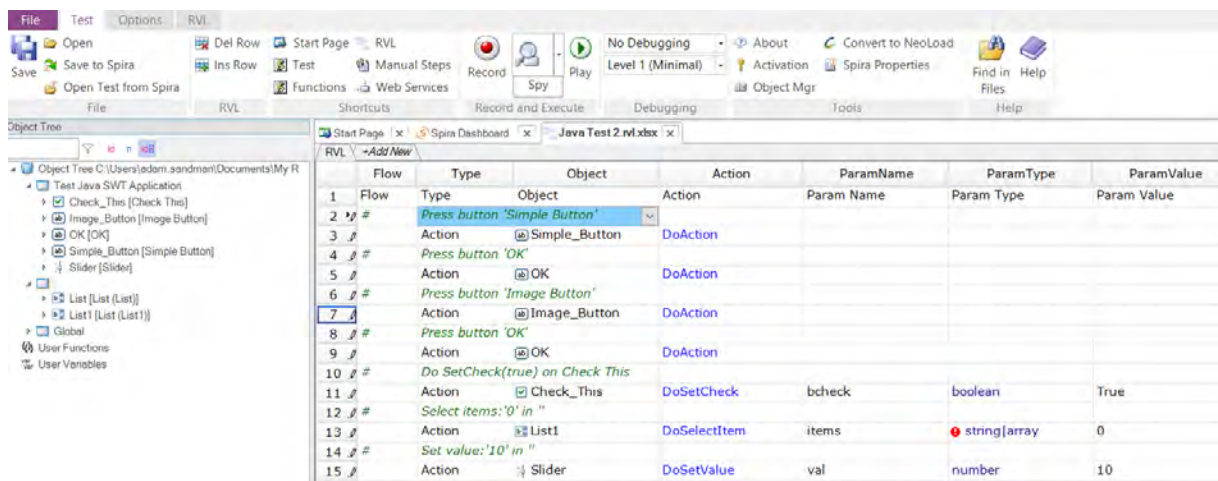 File Test Options RVL
Open Del Row Start Page RVL No Debugging About Convert to NeoLoad
Save Save to Spira Ins Row Test Manual Steps Record Play Level 1 (Minimal) Activation Spira Properties Find in Files Help
Open Test from Spira Functions Web Services Spy Object Mgr
File RVL Shortcuts Record and Execute Debugging Tools Help
Object Tree
Start Page x Spira Dashboard x Java Test 2.rvl.xlsx x
RVL +Add New
Object Tree C:\Users\adam.sandman\Documents\My R
Test Java SWT Application
Check_This [Check This]
Image_Button [Image Button]
OK [OK]
Simple_Button [Simple Button]
Slider [Slider]
List [List (List)]
List1 [List (List1)]
Global
User Functions
User Variables
Flow Type Object Action ParamName ParamType ParamValue
1 Flow Type Object Action Param Name Param Type Param Value
2 # Press button 'Simple Button'
3 Action Simple_Button DoAction
4 # Press button 'OK'
5 Action OK DoAction
6 # Press button 'Image Button'
7 Action Image_Button DoAction
8 # Press button 'OK'
9 Action OK DoAction
10 # Do SetCheck(true) on Check This
11 Action Check_This DoSetCheck bcheck boolean True
12 # Select items:'0' in ''
13 Action List1 DoSelectItem items string|array 0
14 # Set value:'10' in ''
15 Action Slider DoSetValue val number 10